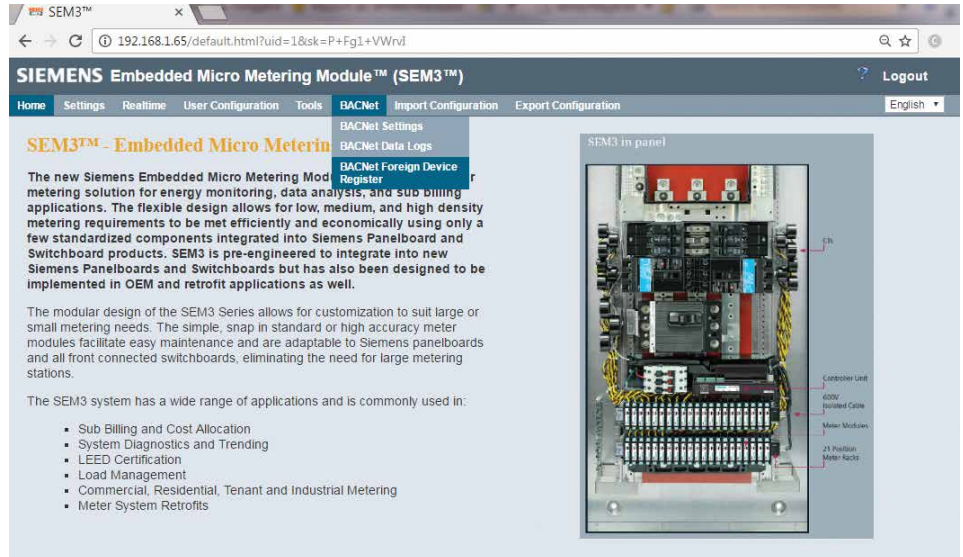 SEM3™
192.168.1.65/default.html?uid=1&sk=P+Fg1+VWrvI
SIEMENS Embedded Micro Metering Module™ (SEM3™)
? Logout
Home Settings Realtime User Configuration Tools BACNet Import Configuration Export Configuration
English
BACNet Settings
BACNet Data Logs
BACNet Foreign Device
Register
SEM3™ - Embedded Micro Meterin
The new Siemens Embedded Micro Metering Mod
metering solution for energy monitoring, data analysis, and sub billing
applications. The flexible design allows for low, medium, and high density
metering requirements to be met efficiently and economically using only a
few standardized components integrated into Siemens Panelboard and
Switchboard products. SEM3 is pre-engineered to integrate into new
Siemens Panelboards and Switchboards but has also been designed to be
implemented in OEM and retrofit applications as well.
The modular design of the SEM3 Series allows for customization to suit large or
small metering needs. The simple, snap in standard or high accuracy meter
modules facilitate easy maintenance and are adaptable to Siemens panelboards
and all front connected switchboards, eliminating the need for large metering
stations.
The SEM3 system has a wide range of applications and is commonly used in:
Sub Billing and Cost Allocation
System Diagnostics and Trending
LEED Certification
Load Management
Commercial, Residential, Tenant and Industrial Metering
Meter System Retrofits
SEM3 in panel
CTs
Controller Unit
600V
Isolated Cable
Meter Modules
21 Position
Meter Racks